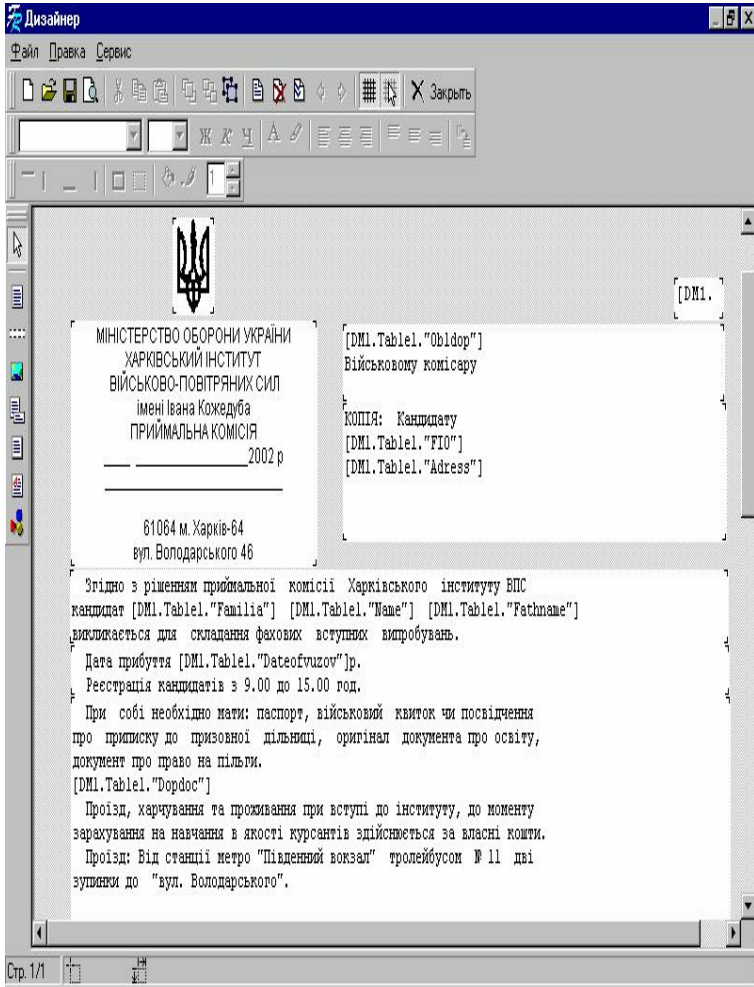 Дизайнер
Файл Правка Сервис
Закрыть
Ж К Ч A
1
[DM1.
МІНІСТЕРСТВО ОБОРОНИ УКРАЇНИ
ХАРКІВСЬКИЙ ІНСТИТУТ
ВІЙСЬКОВО-ПОВІТРЯНИХ СИЛ
імені Івана Кожедуба
ПРИЙМАЛЬНА КОМІСІЯ
___ ____________2002 р
61064 м. Харків-64
вул. Володарського 46
[DM1.Table1."Obldop"]
Військовому комісару
КОПІЯ: Кандидату
[DM1.Table1."FIO"]
[DM1.Table1."Adress"]
Згідно з рішенням приймальної комісії Харківського інституту ВПС
кандидат [DM1.Table1."Familia"] [DM1.Table1."Name"] [DM1.Table1."Fathname"]
викликається для складання фахових вступних випробувань.
Дата прибуття [DM1.Table1."Dateofvuzov"]р.
Реєстрація кандидатів з 9.00 до 15.00 год.
При собі необхідно мати: паспорт, військовий квиток чи посвідчення
про приписку до призовної дільниці, оригінал документа про освіту,
документ про право на пільги.
[DM1.Table1."Dopdoc"]
Проїзд, харчування та проживання при вступі до інституту, до моменту
зарахування на навчання в якості курсантів здійснюється за власні кошти.
Проїзд: Від станції метро "Південний вокзал" тролейбусом № 11 дві
зупинки до "вул. Володарського".
Стр. 1/1